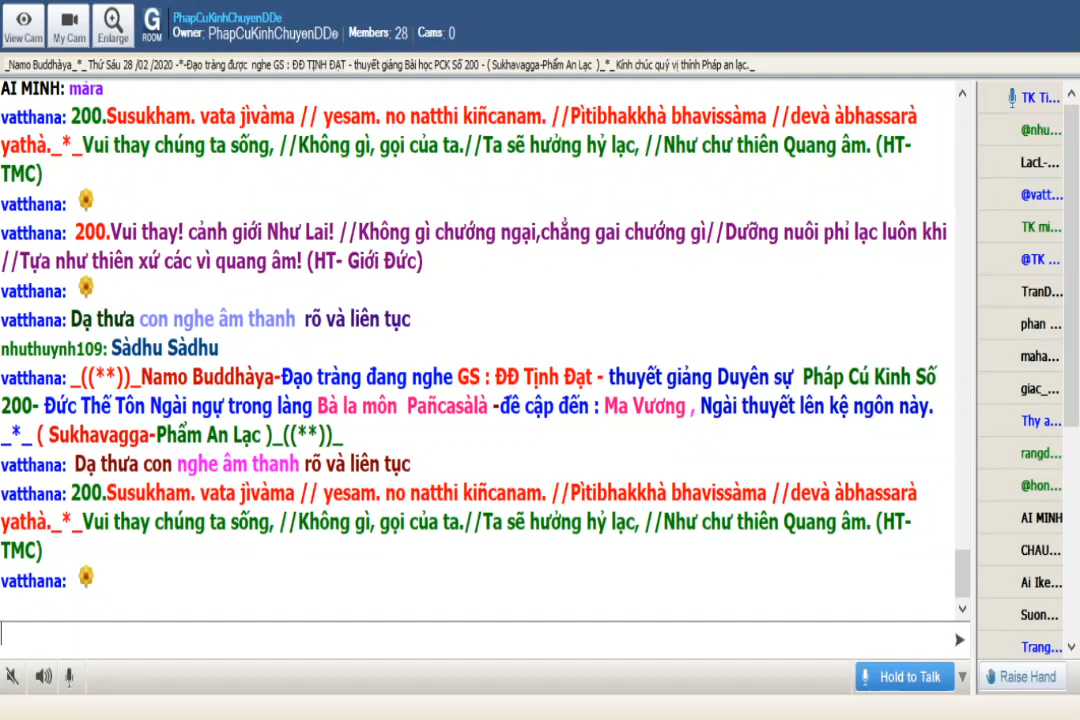 View Cam
My Cam
Enlarge
G
ROOM
PhapCuKinhChuyenDDe
Owner: PhapCuKinhChuyenDDe Members: 28 Cams: 0
_Namo Buddhàya_*_ Thứ Sáu 28 /02 /2020 -*-Đạo tràng được nghe GS : ĐĐ TỊNH ĐẠT - thuyết giảng Bài học PCK Số 200 - ( Sukhavagga-Phẩm An Lạc )_*_ Kính chúc quý vị thính Pháp an lạc._
AI MINH: màra
vatthana: 200.Susukham. vata jìvàma // yesam. no natthi kiñcanam. //Pìtibhakkhà bhavissàma //devà àbhassarà
yathà._*_Vui thay chúng ta sống, //Không gì, gọi của ta.//Ta sẽ hưởng hỷ lạc, //Như chư thiên Quang âm. (HT-
TMC)
vatthana:
vatthana: 200.Vui thay! cảnh giới Như Lai! //Không gì chướng ngại,chẳng gai chướng gì//Dưỡng nuôi phỉ lạc luôn khi
//Tựa như thiên xứ các vì quang âm! (HT- Giới Đức)
vatthana:
vatthana: Dạ thưa con nghe âm thanh rõ và liên tục
nhuthuynh109: Sàdhu Sàdhu
vatthana: _((**))_Namo Buddhàya-Đạo tràng đang nghe GS : ĐĐ Tịnh Đạt - thuyết giảng Duyên sự Pháp Cú Kinh Số
200- Đức Thế Tôn Ngài ngự trong làng Bà la môn Pañcasàlà -đề cập đến : Ma Vương , Ngài thuyết lên kệ ngôn này.
_*_ ( Sukhavagga-Phẩm An Lạc )_((**))_
vatthana: Dạ thưa con nghe âm thanh rõ và liên tục
vatthana: 200.Susukham. vata jìvàma // yesam. no natthi kiñcanam. //Pìtibhakkhà bhavissàma //devà àbhassarà
yathà._*_Vui thay chúng ta sống, //Không gì, gọi của ta.//Ta sẽ hưởng hỷ lạc, //Như chư thiên Quang âm. (HT-
TMC)
vatthana:
Hold to Talk
TK Ti...
@nhu...
LacL-...
@vatt...
TK mi...
@TK ...
TranD...
phan ...
maha...
giac_...
Thy a...
rangd...
@hon...
AI MINH
CHAU...
Ai Ike...
Suon...
Trang...
Raise Hand